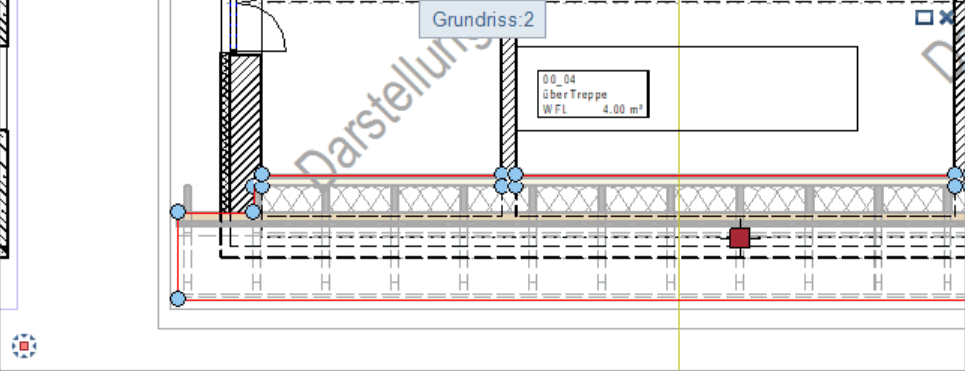 Grundriss:2
Darstellung
D
00_04
über Treppe
WFL 4.00 m²